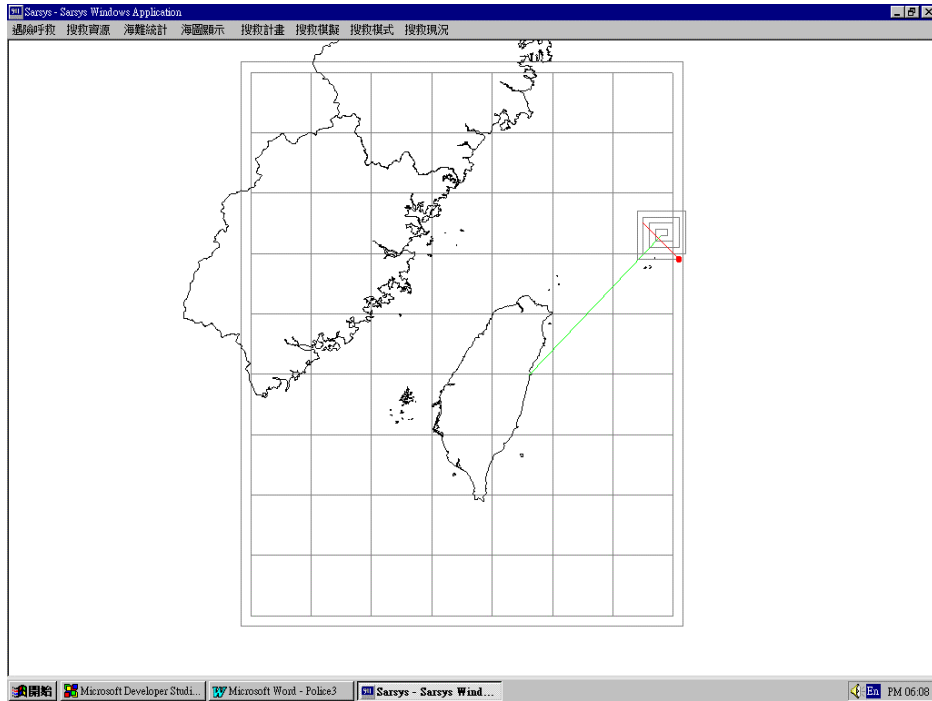 Sarsys - Sarsys Windows Application
遇險呼救 搜救資源 海難統計 海圖顯示 搜救計畫 搜救模擬 搜救模式 搜救現況
開始 Microsoft Developer Studi... Microsoft Word - Police3 Sarsys - Sarsys Wind... En PM 06:08